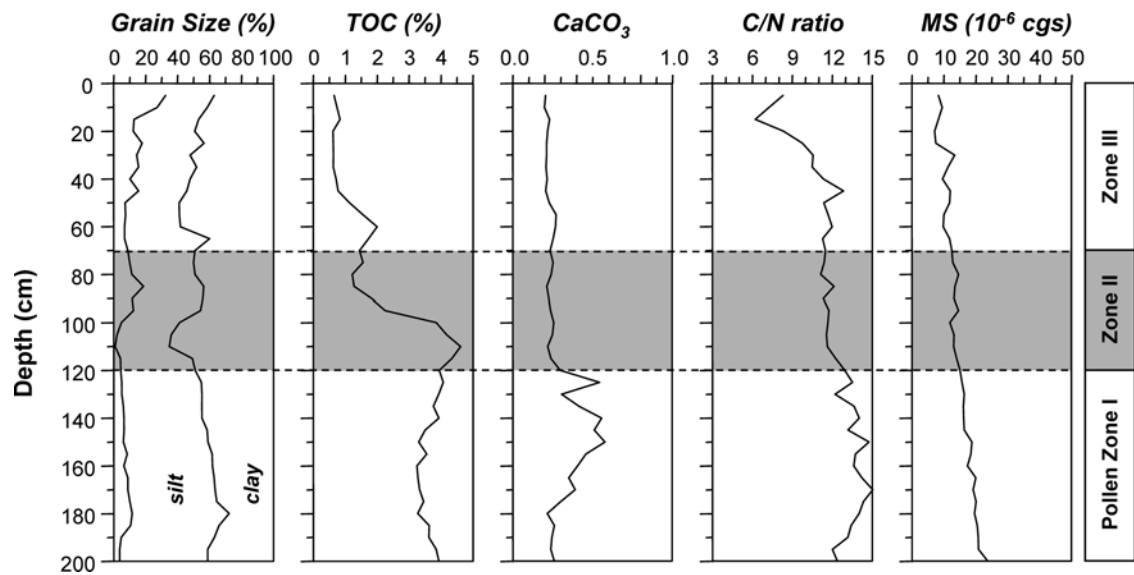 Grain Size (%) TOC (%) CaCO3 C/N ratio MS (10-6 cgs)
0 20 40 60 80 100 0 1 2 3 4 5 0.0 0.5 1.0 3 6 9 12 15 0 10 20 30 40 50
0
20
40
60
80
100
120
140
160
180
200
Depth (cm)
silt
clay
Zone III
Zone II
Pollen Zone I